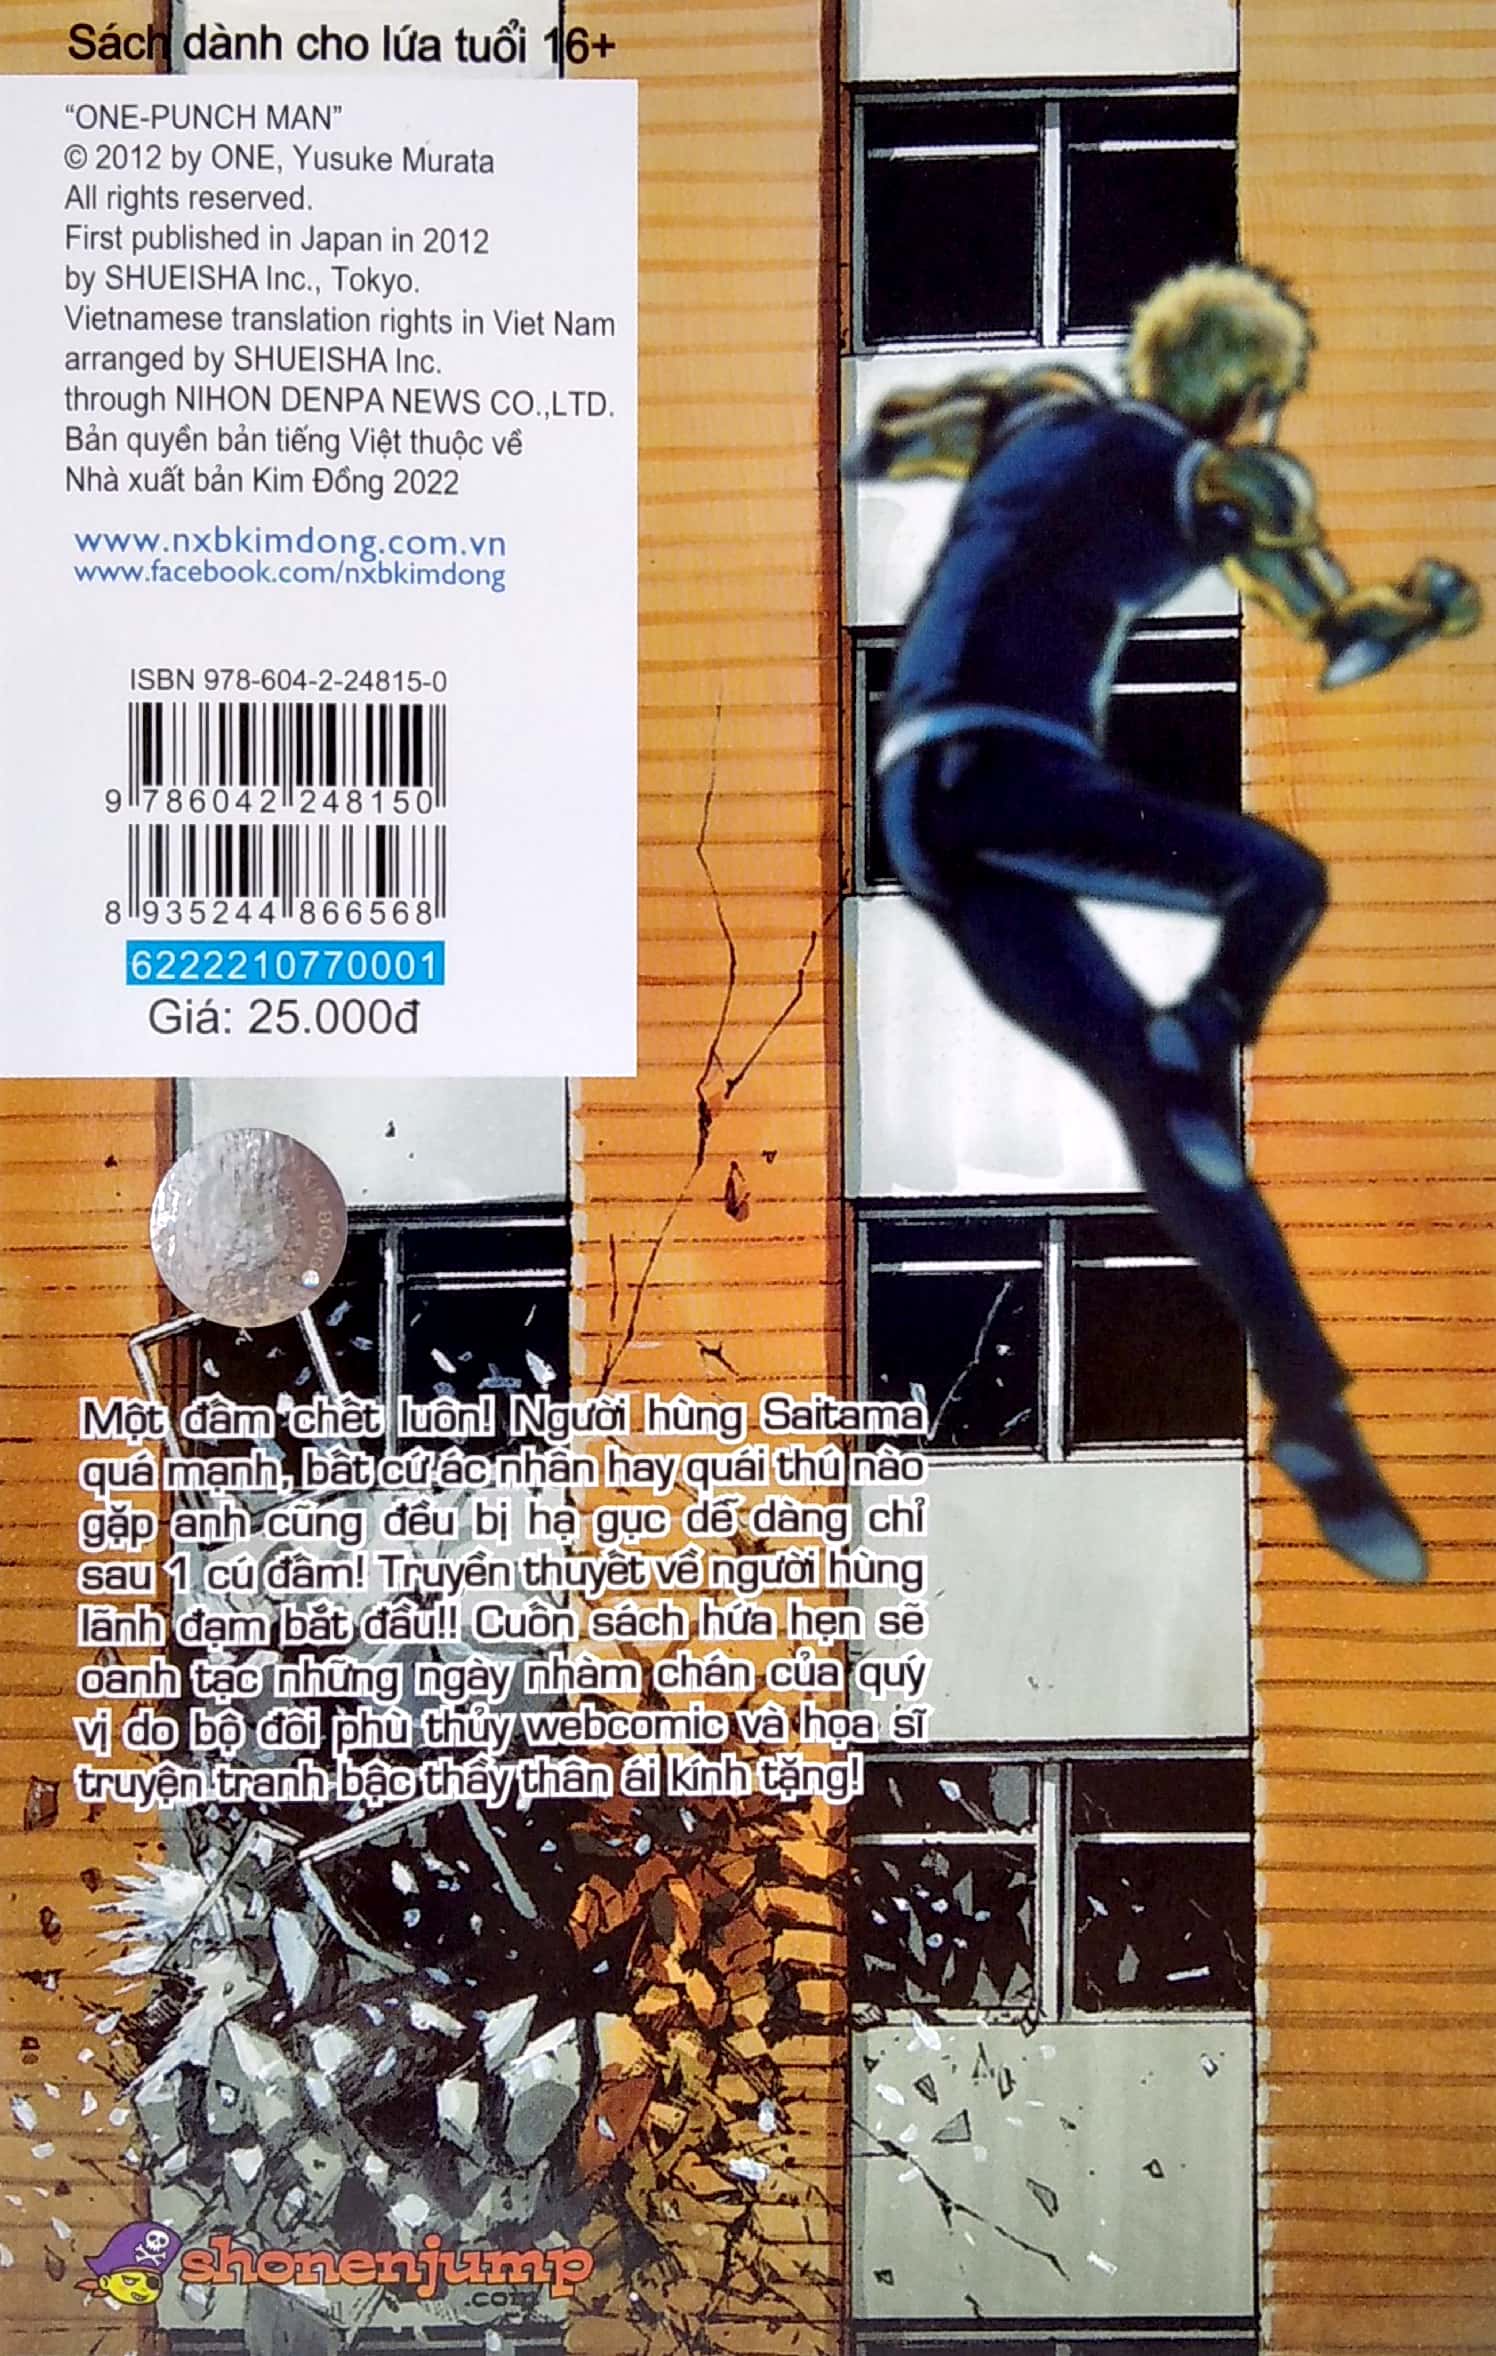 Sách dành cho lứa tuổi 16+
“ONE-PUNCH MAN”
© 2012 by ONE, Yusuke Murata
All rights reserved.
First published in Japan in 2012
by SHUEISHA Inc., Tokyo.
Vietnamese translation rights in Viet Nam
arranged by SHUEISHA Inc.
through NIHON DENPA NEWS CO.,LTD.
Bản quyền bản tiếng Việt thuộc về
Nhà xuất bản Kim Đồng 2022
www.nxbkimdong.com.vn
www.facebook.com/nxbkimdong
ISBN 978-604-2-24815-0
9 786042 248150
8 935244 866568
6222210770001
Giá: 25.000đ
Một đấm chết luôn! Người hùng Saitama
quá mạnh, bất cứ ác nhân hay quái thú nào
gặp anh cũng đều bị hạ gục dễ dàng chỉ
sau 1 cú đấm! Truyền thuyết về người hùng
lãnh đạm bắt đầu!! Cuốn sách hứa hẹn sẽ
oanh tạc những ngày nhàm chán của quý
vị do bộ đôi phù thủy webcomic và họa sĩ
truyện tranh bậc thầy thân ái kính tặng!
shonenjump
.com